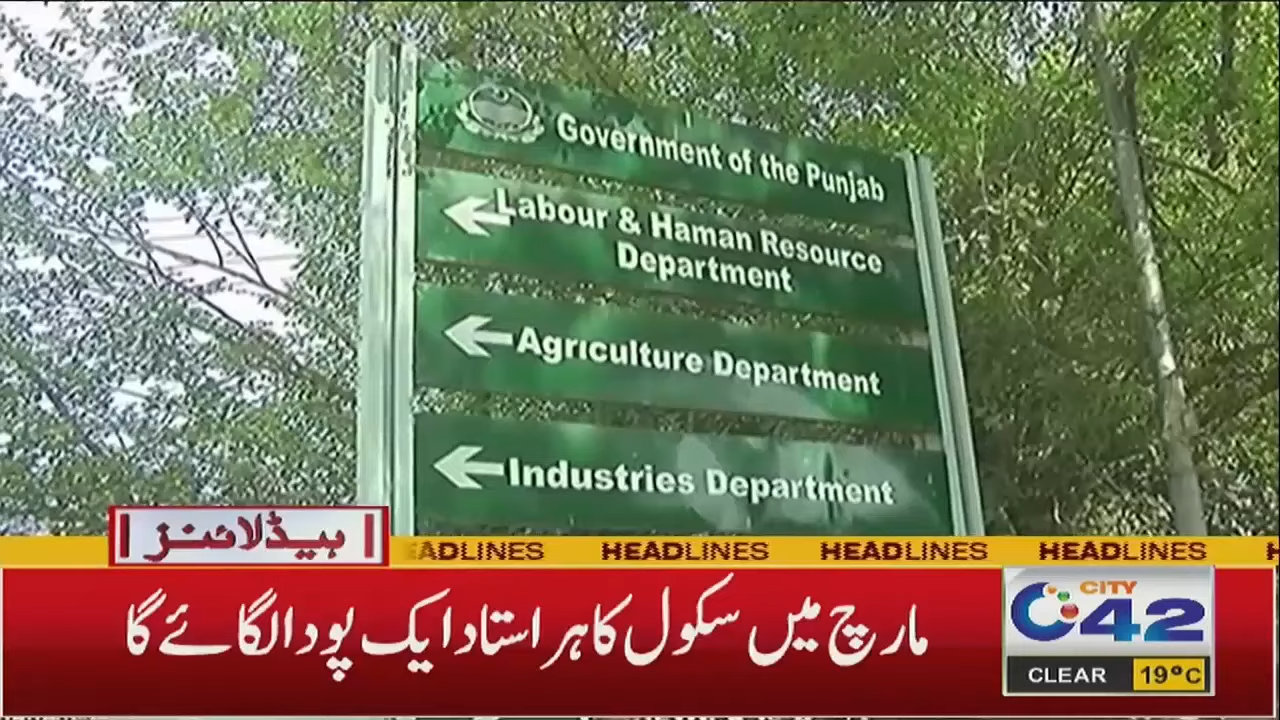 Government of the Punjab
Labour & Haman Resource
Department
Agriculture Department
Industries Department
ہیڈلائنز
EADLINES HEADLINES HEADLINES HEADLINES
مارچ میں سکول کا ہر استاد ایک پودا لگائے گا
CITY
42
CLEAR 19°C